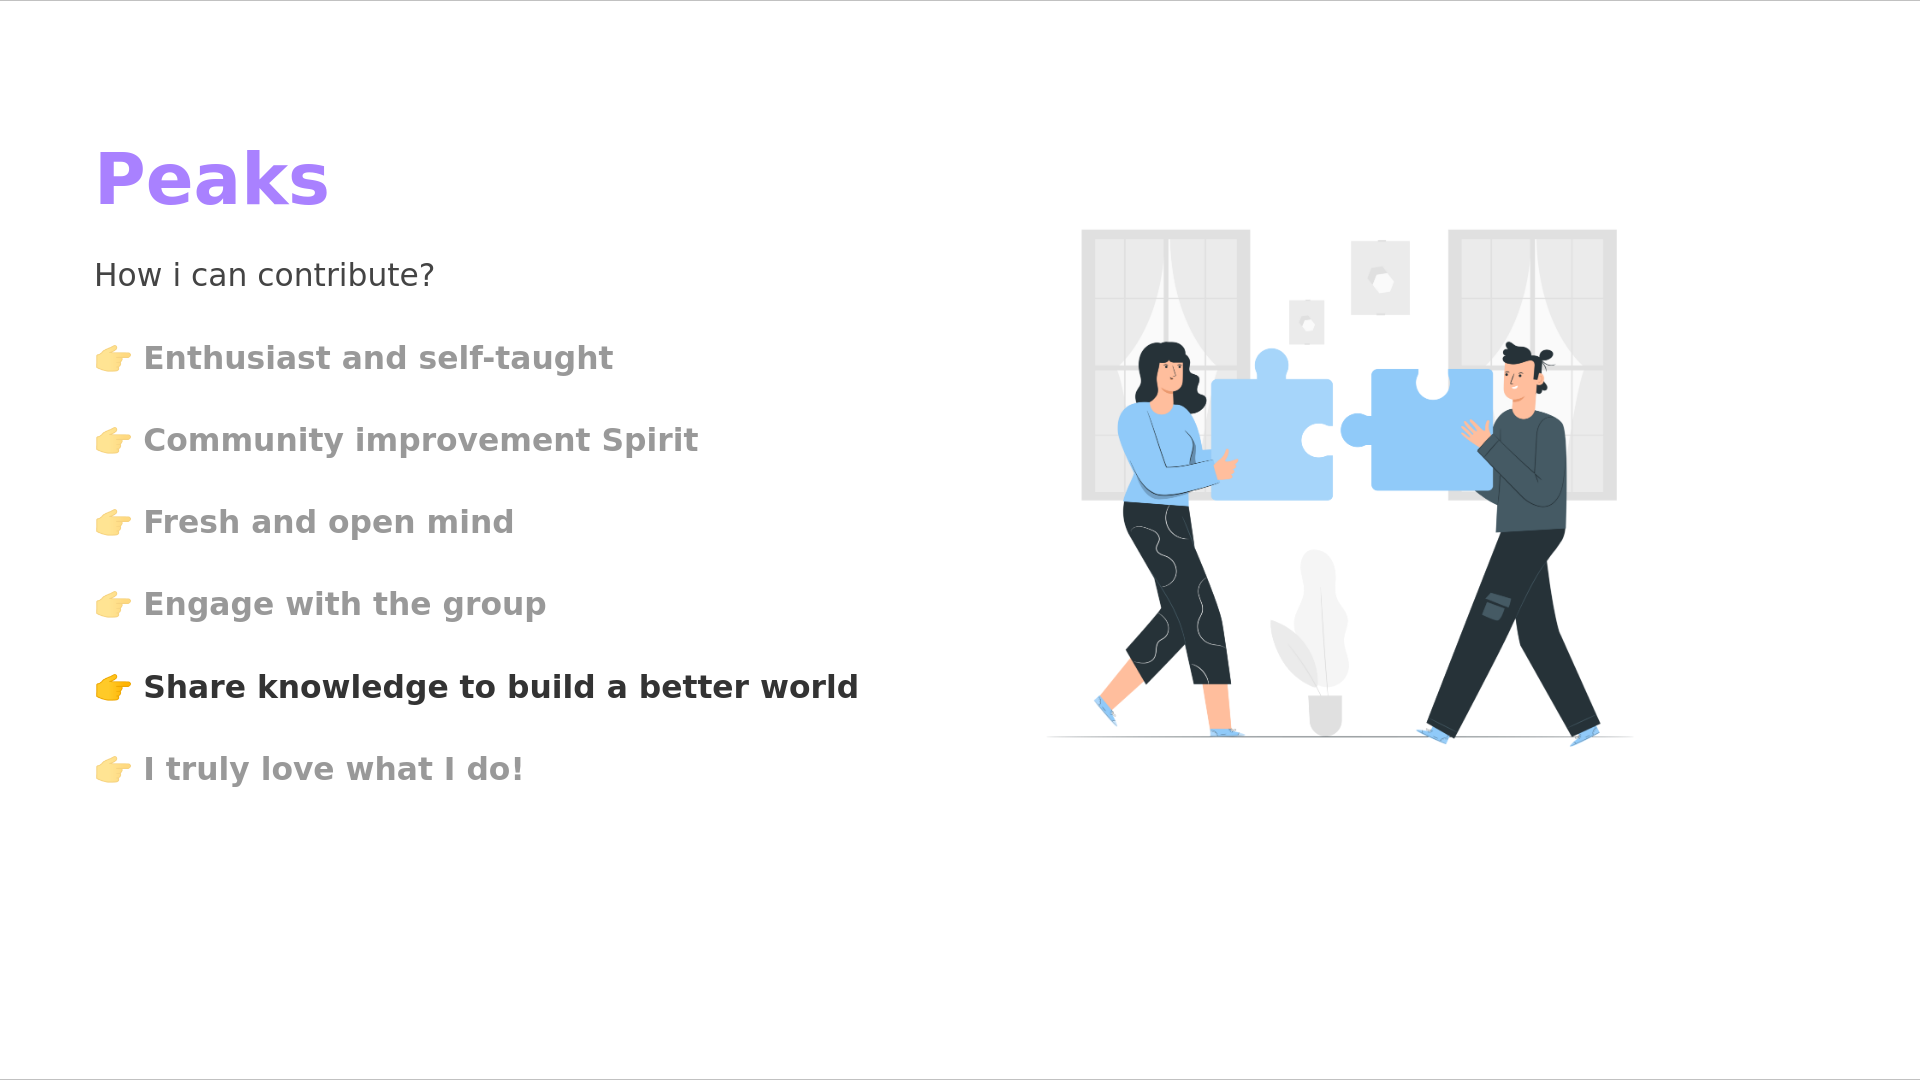 Peaks
How i can contribute?
👉 Enthusiast and self-taught
👉 Community improvement Spirit
👉 Fresh and open mind
👉 Engage with the group
👉 Share knowledge to build a better world
👉 I truly love what I do!